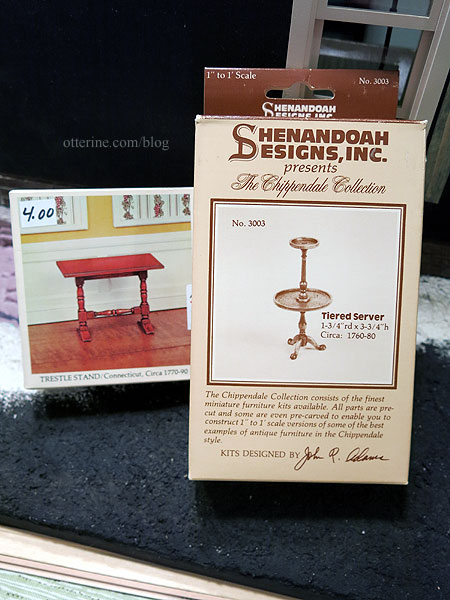 1" to 1' Scale
No. 3003
SHENANDOAH
DESIGNS, INC.
otterine.com/blog
SHENANDOAH
DESIGNS, INC.
presents
The Chippendale Collection
No. 3003
Tiered Server
1-3/4"rd x 3-3/4"h
Circa: 1760-80
The Chippendale Collection consists of the finest
miniature furniture kits available. All parts are pre-
cut and some are even pre-carved to enable you to
construct 1" to 1' scale versions of some of the best
examples of antique furniture in the Chippendale
style.
KITS DESIGNED BY John R. Adams
4.00
TRESTLE STAND/Connecticut, Circa 1770-90